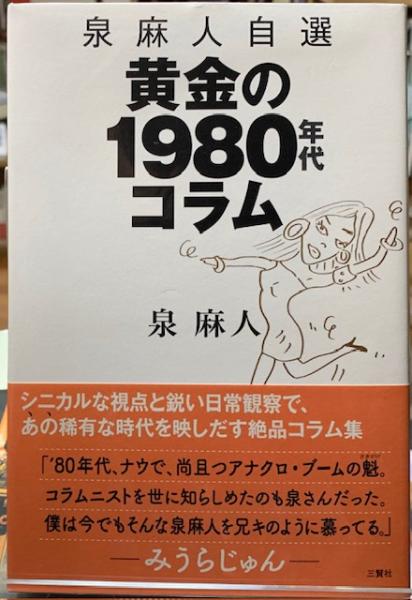 泉麻人自選
黄金の
1980年代
コラム
泉 麻人
シニカルな視点と鋭い日常観察で、
あの稀有な時代を映しだす絶品コラム集
「'80年代、ナウで、尚且つアナクロ・ブームの魁。
コラムニストを世に知らしめたのも泉さんだった。
僕は今でもそんな泉麻人を兄キのように慕ってる。」
―みうらじゅん―
三賢社